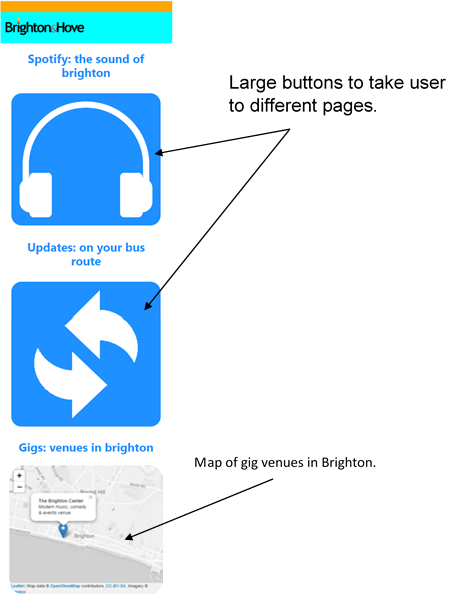 Brighton&Hove
Spotify: the sound of
brighton
Large buttons to take user
to different pages.
Updates: on your bus
route
Gigs: venues in brighton
Map of gig venues in Brighton.
+
−
The Brighton Center
Modern music, comedy
& events venue.
×
Brighton
Leaflet | Map data © OpenStreetMap contributors, CC-BY-SA, Imagery ©